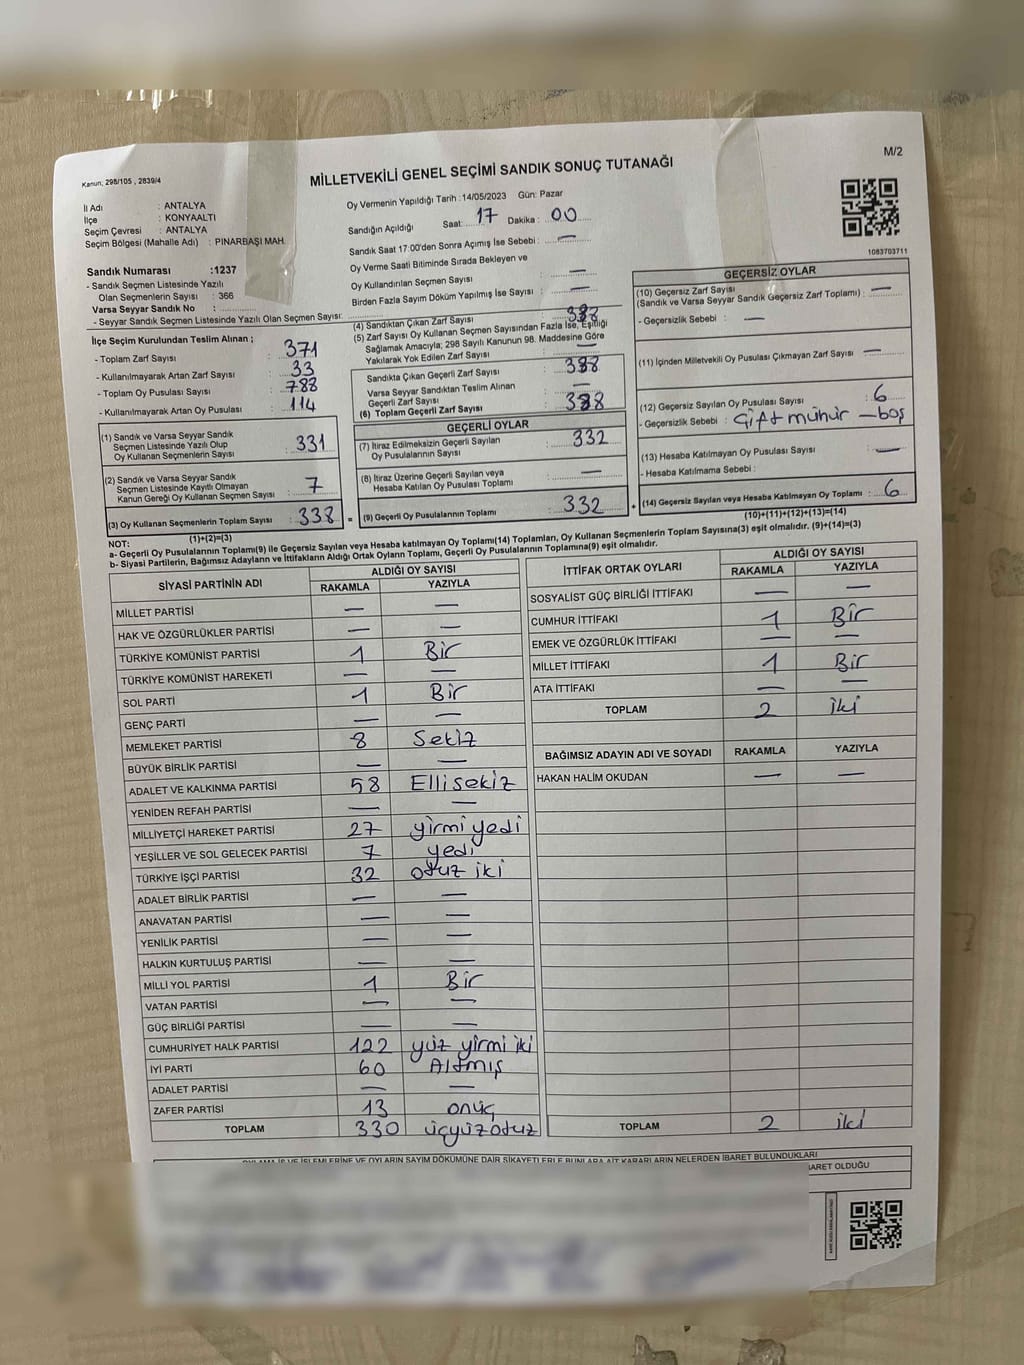 M/2
Kanun; 298/105 , 2839/4
MİLLETVEKİLİ GENEL SEÇİMİ SANDIK SONUÇ TUTANAĞI
İl Adı : ANTALYA
İlçe : KONYAALTI
Seçim Çevresi : ANTALYA
Seçim Bölgesi (Mahalle Adı) : PINARBAŞI MAH.
Sandık Numarası :1237
- Sandık Seçmen Listesinde Yazılı
Olan Seçmenlerin Sayısı : 366
Varsa Seyyar Sandık No :
- Seyyar Sandık Seçmen Listesinde Yazılı Olan Seçmen Sayısı:
Oy Vermenin Yapıldığı Tarih : 14/05/2023 Gün: Pazar
Sandığın Açıldığı Saat: 17 Dakika : 00
Sandık Saat 17:00'den Sonra Açımış İse Sebebi : —
Oy Verme Saati Bitiminde Sırada Bekleyen ve
Oy Kullandırılan Seçmen Sayısı : —
Birden Fazla Sayım Döküm Yapılmış İse Sayısı : —
1083703711
İlçe Seçim Kurulundan Teslim Alınan ;
- Toplam Zarf Sayısı : 371
- Kullanılmayarak Artan Zarf Sayısı : 33
- Toplam Oy Pusulası Sayısı : 788
- Kullanılmayarak Artan Oy Pusulası : 114
(1) Sandık ve Varsa Seyyar Sandık
Seçmen Listesinde Yazılı Olup
Oy Kullanan Seçmenlerin Sayısı : 331
(2) Sandık ve Varsa Seyyar Sandık
Seçmen Listesinde Kayıtlı Olmayan
Kanun Gereği Oy Kullanan Seçmen Sayısı : 7
(3) Oy Kullanan Seçmenlerin Toplam Sayısı : 338
(1)+(2)=(3)
(4) Sandıktan Çıkan Zarf Sayısı : 338
(5) Zarf Sayısı Oy Kullanan Seçmen Sayısından Fazla İse, Eşitliği
Sağlamak Amacıyla; 298 Sayılı Kanunun 98. Maddesine Göre
Yakılarak Yok Edilen Zarf Sayısı : —
Sandıkta Çıkan Geçerli Zarf Sayısı : 338
Varsa Seyyar Sandıktan Teslim Alınan
Geçerli Zarf Sayısı : —
(6) Toplam Geçerli Zarf Sayısı : 338
GEÇERLİ OYLAR
(7) İtiraz Edilmeksizin Geçerli Sayılan
Oy Pusulasının Sayısı : 332
(8) İtiraz Üzerine Geçerli Sayılan veya
Hesaba Katılan Oy Pusulası Toplamı : —
(9) Geçerli Oy Pusulalarının Toplamı : 332
GEÇERSİZ OYLAR
(10) Geçersiz Zarf Sayısı
(Sandık ve Varsa Seyyar Sandık Geçersiz Zarf Toplamı) : —
- Geçersizlik Sebebi : —
(11) İçinden Milletvekili Oy Pusulası Çıkmayan Zarf Sayısı : —
(12) Geçersiz Sayılan Oy Pusulası Sayısı : 6
- Geçersizlik Sebebi : Çift mühür — boş
(13) Hesaba Katılmayan Oy Pusulası Sayısı : —
- Hesaba Katılmama Sebebi :
(14) Geçersiz Sayılan veya Hesaba Katılmayan Oy Toplamı : 6
(10)+(11)+(12)+(13)=(14)
NOT:
a- Geçerli Oy Pusulalarının Toplamı(9) ile Geçersiz Sayılan veya Hesaba katılmayan Oy Toplamı(14) Toplamları, Oy Kullanan Seçmenlerin Toplam Sayısına(3) eşit olmalıdır. (9)+(14)=(3)
b- Siyasi Partilerin, Bağımsız Adayların ve İttifakların Aldığı Ortak Oyların Toplamı, Geçerli Oy Pusulalarının Toplamına(9) eşit olmalıdır.
SİYASİ PARTİNİN ADI ALDIĞI OY SAYISI
RAKAMLA YAZIYLA
MİLLET PARTİSİ — —
HAK VE ÖZGÜRLÜKLER PARTİSİ — —
TÜRKİYE KOMÜNİST PARTİSİ 1 Bir
TÜRKİYE KOMÜNİST HAREKETİ — —
SOL PARTİ 1 Bir
GENÇ PARTİ — —
MEMLEKET PARTİSİ 8 Sekiz
BÜYÜK BİRLİK PARTİSİ — —
ADALET VE KALKINMA PARTİSİ 58 Ellisekiz
YENİDEN REFAH PARTİSİ — —
MİLLİYETÇİ HAREKET PARTİSİ 27 yirmi yedi
YEŞİLLER VE SOL GELECEK PARTİSİ 7 yedi
TÜRKİYE İŞÇİ PARTİSİ 32 otuz iki
ADALET BİRLİK PARTİSİ — —
ANAVATAN PARTİSİ — —
YENİLİK PARTİSİ — —
HALKIN KURTULUŞ PARTİSİ — —
MİLLİ YOL PARTİSİ 1 Bir
VATAN PARTİSİ — —
GÜÇ BİRLİĞİ PARTİSİ — —
CUMHURİYET HALK PARTİSİ 122 yüz yirmi iki
İYİ PARTİ 60 Altmış
ADALET PARTİSİ — —
ZAFER PARTİSİ 13 onüç
TOPLAM 330 üçyüzotuz
İTTİFAK ORTAK OYLARI ALDIĞI OY SAYISI
RAKAMLA YAZIYLA
SOSYALİST GÜÇ BİRLİĞİ İTTİFAKI — —
CUMHUR İTTİFAKI 1 Bir
EMEK VE ÖZGÜRLÜK İTTİFAKI — —
MİLLET İTTİFAKI 1 Bir
ATA İTTİFAKI — —
TOPLAM 2 iki
BAĞIMSIZ ADAYIN ADI VE SOYADI RAKAMLA YAZIYLA
HAKAN HALİM OKUDAN — —
TOPLAM 2 iki
OYLAMA İŞ VE İŞLEMLERİNE VE OYLARIN SAYIM DÖKÜMÜNE DAİR ŞİKAYETLERLE BUNLARA AİT KARARLARIN NELERDEN İBARET BULUNDUKLARI
İBARET OLDUĞU